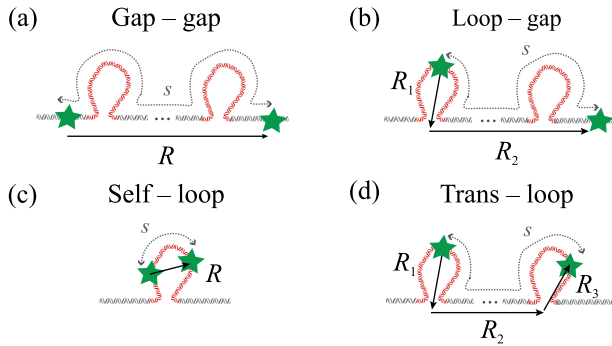 (a) Gap – gap
s
...
R
(b) Loop – gap
s
R1
...
R2
(c) Self – loop
s
R
(d) Trans – loop
s
R1
R3
...
R2